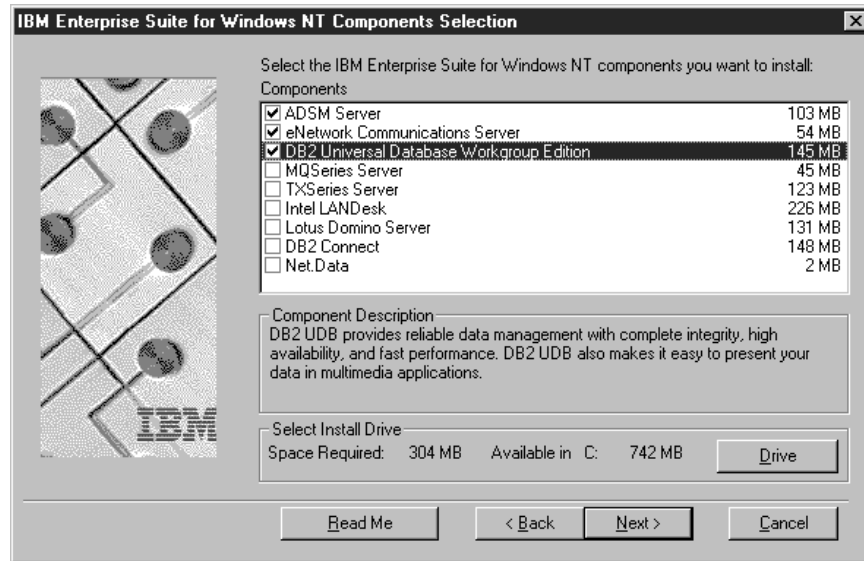 IBM Enterprise Suite for Windows NT Components Selection
Select the IBM Enterprise Suite for Windows NT components you want to install:
Components
ADSM Server 103 MB
eNetwork Communications Server 54 MB
DB2 Universal Database Workgroup Edition 145 MB
MQSeries Server 45 MB
TXSeries Server 123 MB
Intel LANDesk 226 MB
Lotus Domino Server 131 MB
DB2 Connect 148 MB
Net.Data 2 MB
Component Description
DB2 UDB provides reliable data management with complete integrity, high
availability, and fast performance. DB2 UDB also makes it easy to present your
data in multimedia applications.
IBM
Select Install Drive
Space Required: 304 MB Available in C: 742 MB Drive
Read Me < Back Next > Cancel